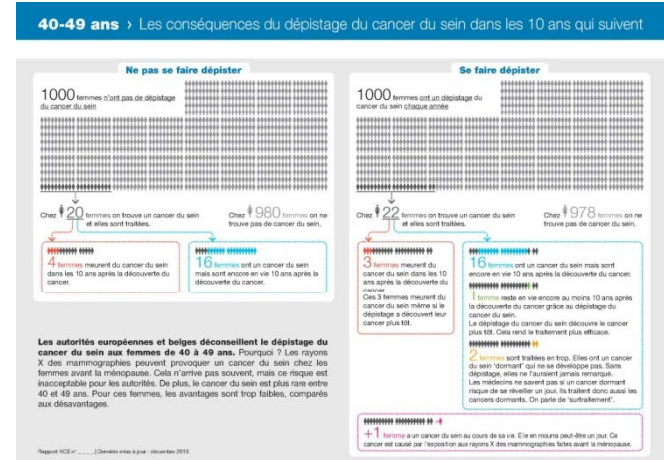 40-49 ans › Les conséquences du dépistage du cancer du sein dans les 10 ans qui suivent
Ne pas se faire dépister
1000 femmes n'ont pas de dépistage
du cancer du sein
Chez 20 femmes on trouve un cancer du sein
et elles sont traitées.
Chez 980 femmes on ne
trouve pas de cancer du sein.
4 femmes meurent du cancer du sein
dans les 10 ans après la découverte du
cancer.
16 femmes ont un cancer du sein
mais sont encore en vie 10 ans après la
découverte du cancer.
Les autorités européennes et belges déconseillent le dépistage du
cancer du sein aux femmes de 40 à 49 ans. Pourquoi ? Les rayons
X des mammographies peuvent provoquer un cancer du sein chez les
femmes avant la ménopause. Cela n'arrive pas souvent, mais ce risque est
inacceptable pour les autorités. De plus, le cancer du sein est plus rare entre
40 et 49 ans. Pour ces femmes, les avantages sont trop faibles, comparés
aux désavantages.
Rapport KCE n° _____ | Dernière mise à jour : décembre 2013
Se faire dépister
1000 femmes ont un dépistage du
cancer du sein chaque année
Chez 22 femmes on trouve un cancer du sein
et elles sont traitées.
Chez 978 femmes on ne
trouve pas de cancer du sein.
3 femmes meurent du
cancer du sein dans les 10
ans après la découverte du
cancer.
Ces 3 femmes meurent du
cancer du sein même si le
dépistage a découvert leur
cancer plus tôt.
16 femmes ont un cancer du sein mais sont
encore en vie 10 ans après la découverte du cancer.
1 femme reste en vie encore au moins 10 ans après
la découverte du cancer grâce au dépistage du
cancer du sein.
Le dépistage du cancer du sein découvre le cancer
plus tôt. Cela rend le traitement plus efficace.
2 femmes sont traitées en trop. Elles ont un cancer
du sein 'dormant' qui ne se développe pas. Sans
dépistage, elles ne l'auraient jamais remarqué.
Les médecins ne savent pas si un cancer dormant
risque de se réveiller un jour. Ils traitent donc aussi les
cancers dormants. On parle de 'surtraitement'.
+1 femme a un cancer du sein au cours de sa vie. Elle en mourra peut-être un jour. Ce
cancer est causé par l'exposition aux rayons X des mammographies faites avant la ménopause.